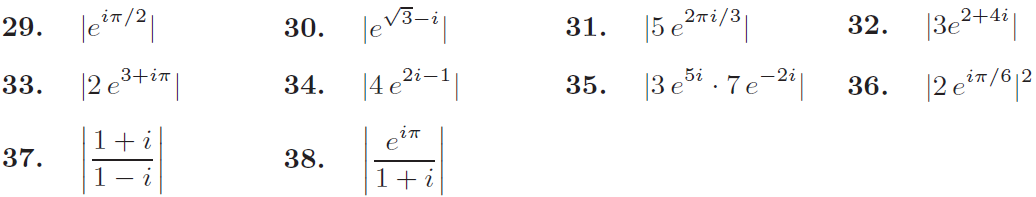 29. |e^{iπ/2}| 30. |e^{√3−i}| 31. |5 e^{2πi/3}| 32. |3e^{2+4i}|
33. |2 e^{3+iπ}| 34. |4 e^{2i−1}| 35. |3 e^{5i} · 7 e^{−2i}| 36. |2 e^{iπ/6}|^2
37. |(1 + i)/(1 − i)| 38. |e^{iπ}/(1 + i)|